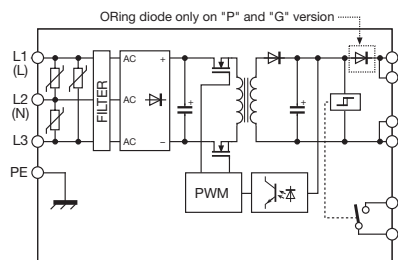 ORing diode only on "P" and "G" version
L1
(L)
L2
(N)
L3
PE
FILTER
AC
AC
AC
+
−
+
+
PWM